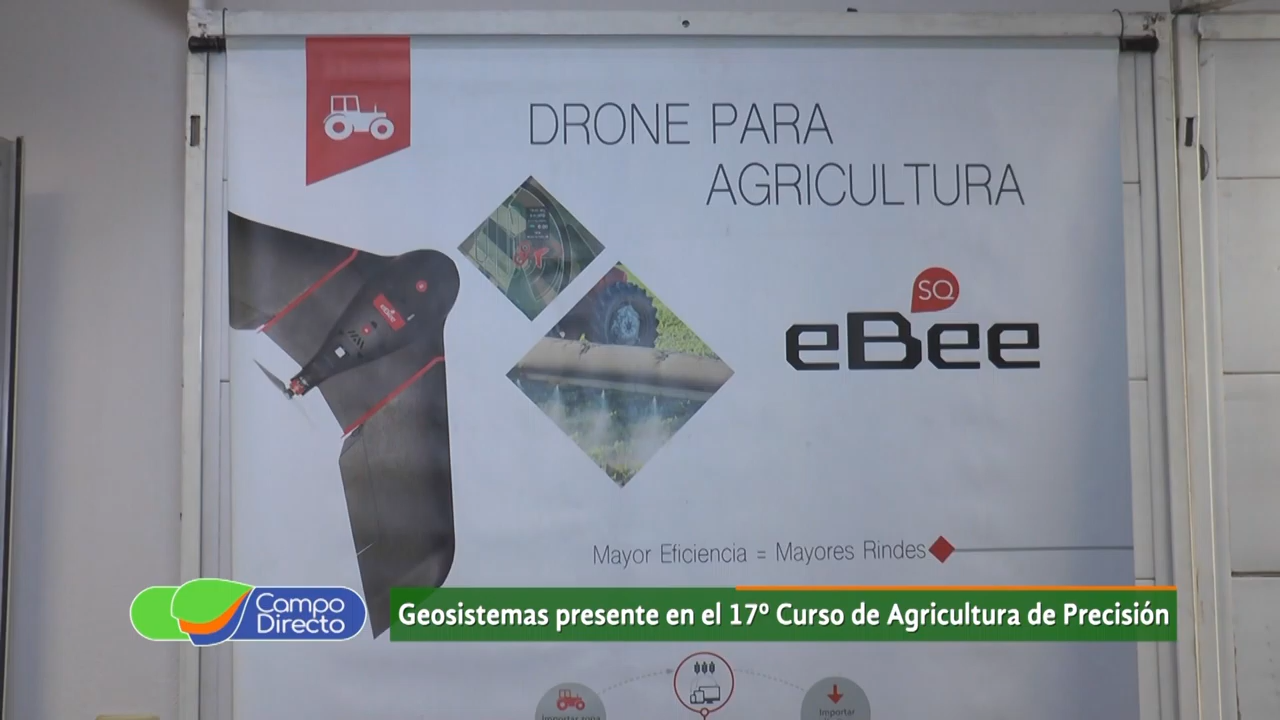 DRONE PARA
AGRICULTURA
SQ
eBee
Mayor Eficiencia = Mayores Rindes
Campo
Directo
Geosistemas presente en el 17º Curso de Agricultura de Precisión
Importar